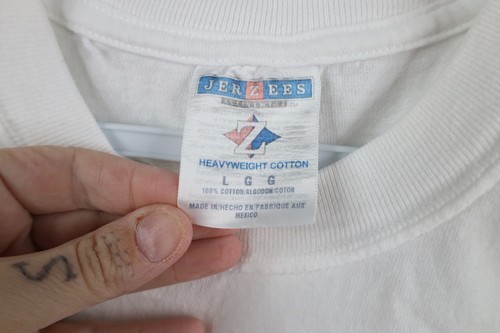 JERZEES
Z
HEAVYWEIGHT COTTON
L G G
100% COTTON/ALGODON/COTON
MADE IN/HECHO EN/FABRIQUE AUX
MEXICO
S